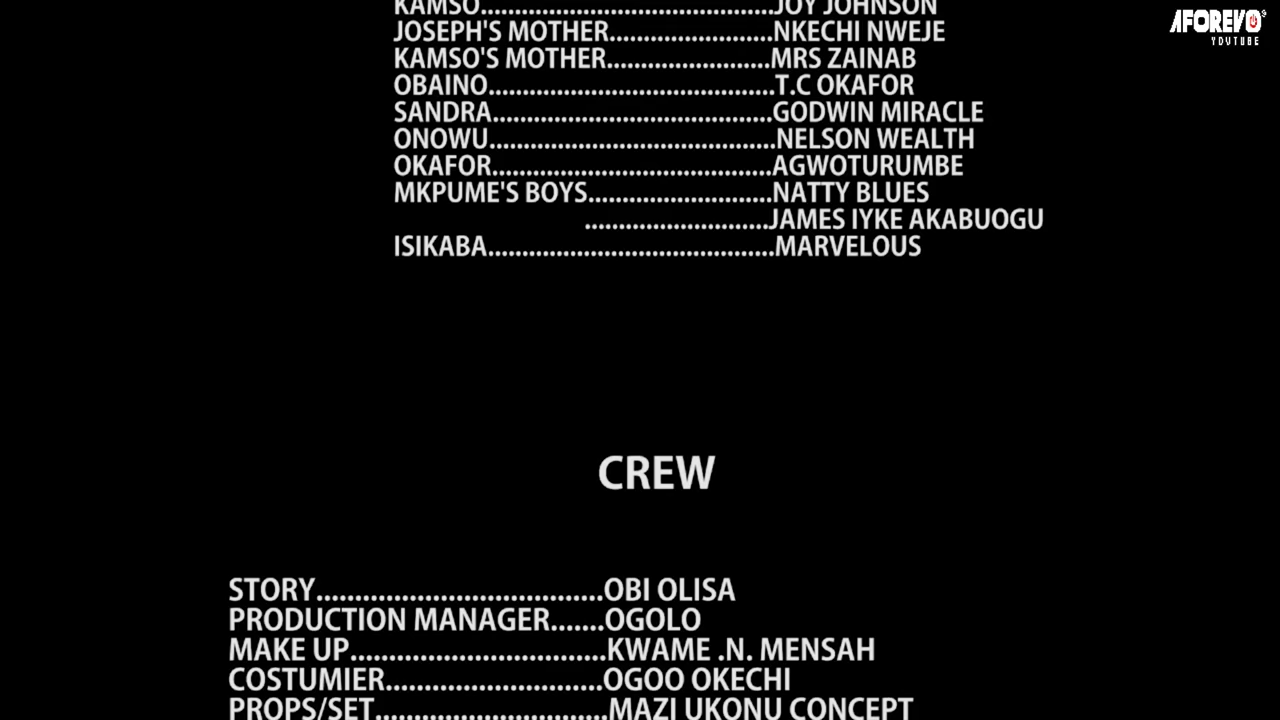 KAMSO..........................................JOY JOHNSON
AFOREVO
YOUTUBE
JOSEPH'S MOTHER........................NKECHI NWEJE
KAMSO'S MOTHER........................MRS ZAINAB
OBAINO..........................................T.C OKAFOR
SANDRA.........................................GODWIN MIRACLE
ONOWU..........................................NELSON WEALTH
OKAFOR.........................................AGWOTURUMBE
MKPUME'S BOYS...........................NATTY BLUES
...........................JAMES IYKE AKABUOGU
ISIKABA..........................................MARVELOUS
CREW
STORY.....................................OBI OLISA
PRODUCTION MANAGER.......OGOLO
MAKE UP.................................KWAME .N. MENSAH
COSTUMIER............................OGOO OKECHI
PROPS/SET..............................MAZI UKONU CONCEPT